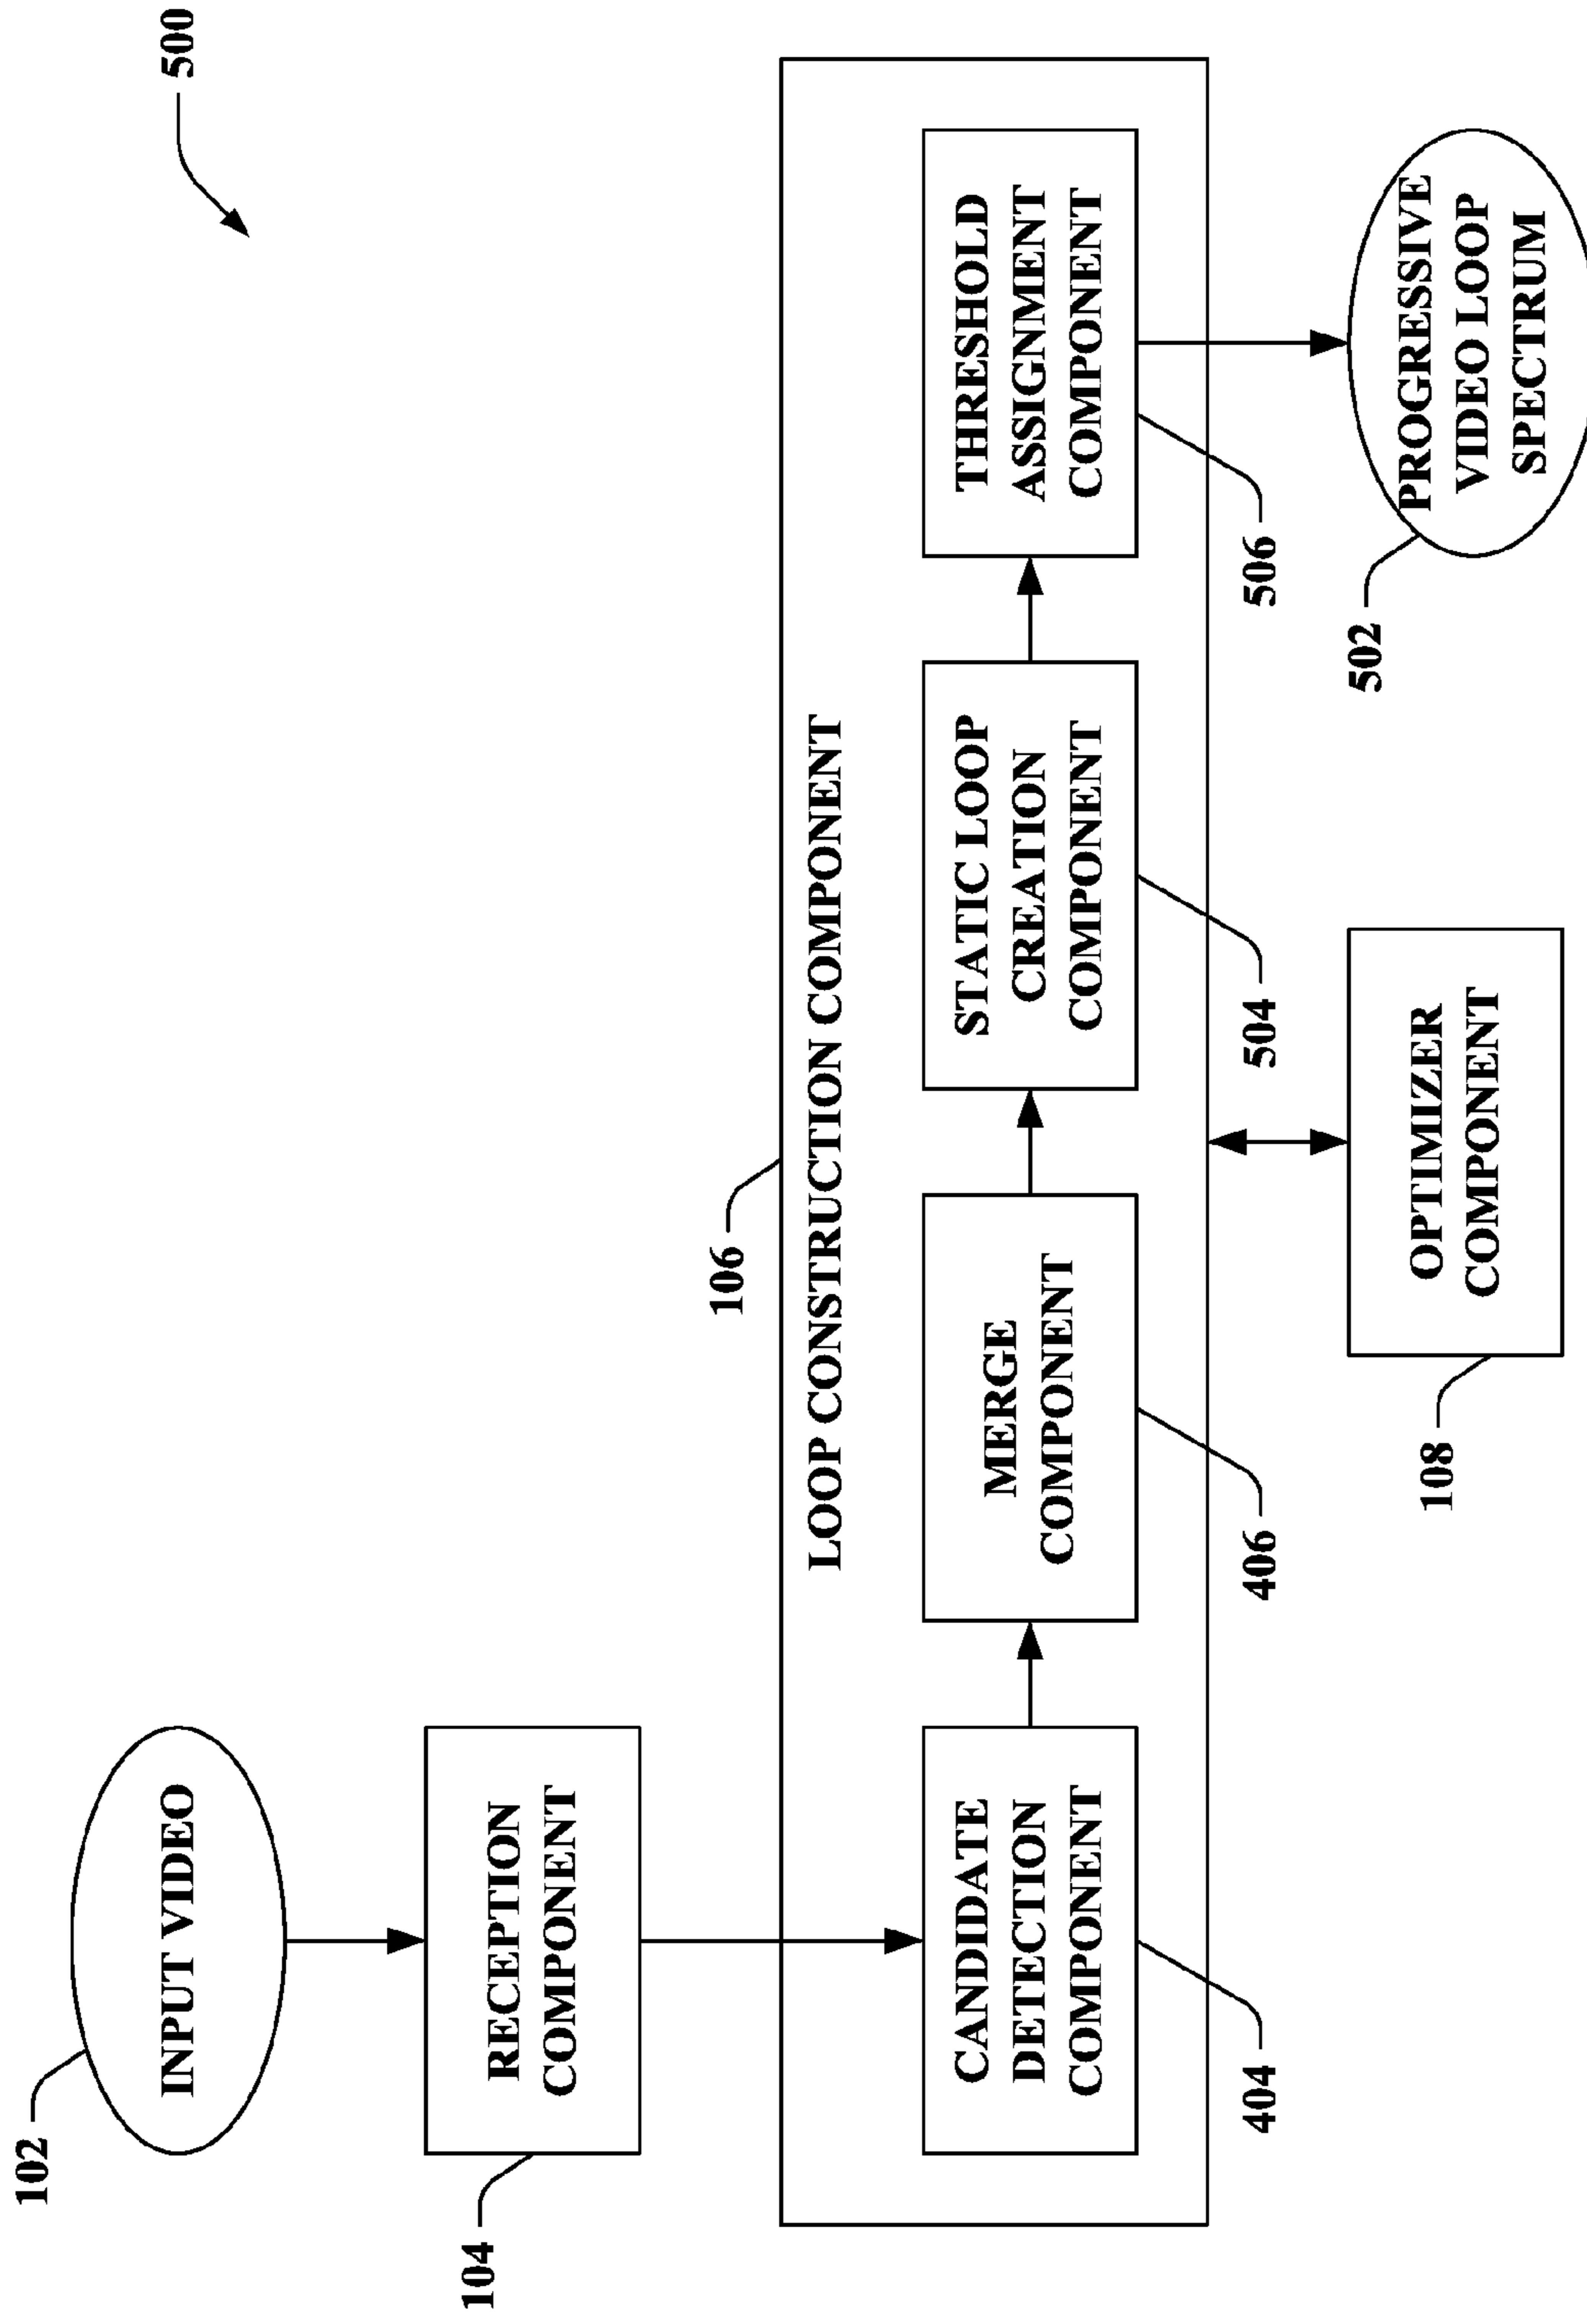 500
102
INPUT VIDEO
104
RECEPTION
COMPONENT
106
LOOP CONSTRUCTION COMPONENT
CANDIDATE
DETECTION
COMPONENT
404
MERGE
COMPONENT
406
STATIC LOOP
CREATION
COMPONENT
504
THRESHOLD
ASSIGNMENT
COMPONENT
506
108
OPTIMIZER
COMPONENT
502
PROGRESSIVE
VIDEO LOOP
SPECTRUM